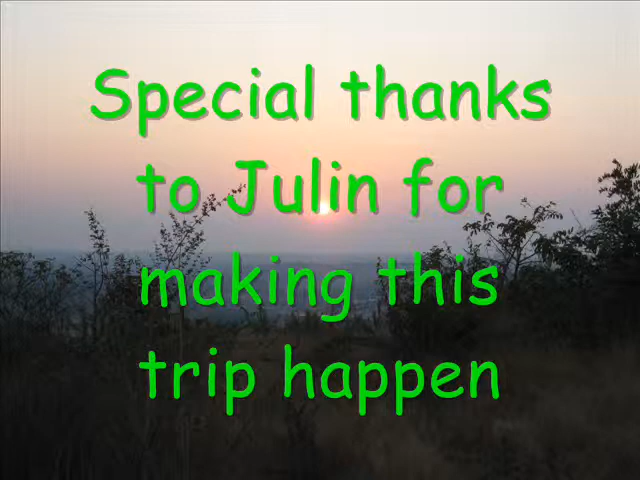 Special thanks
to Julin for
making this
trip happen